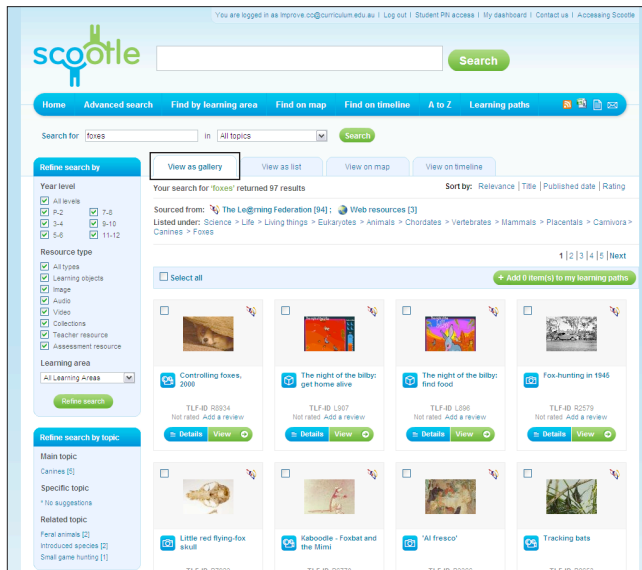 You are logged in as improve.cc@curriculum.edu.au | Log out | Student PIN access | My dashboard | Contact us | Accessing Scootle
scootle
Search
Home Advanced search Find by learning area Find on map Find on timeline A to Z Learning paths
Search for foxes in All topics Search
Refine search by
Year level
All levels
P-2 7-8
3-4 9-10
5-6 11-12
Resource type
All types
Learning objects
Image
Audio
Video
Collections
Teacher resource
Assessment resource
Learning area
All Learning Areas
Refine search
Refine search by topic
Main topic
Canines [5]
Specific topic
* No suggestions
Related topic
Feral animals [2]
Introduced species [2]
Small game hunting [1]
View as gallery View as list View on map View on timeline
Your search for 'foxes' returned 97 results
Sort by: Relevance | Title | Published date | Rating
Sourced from: The Le@rning Federation [94] ; Web resources [3]
Listed under: Science > Life > Living things > Eukaryotes > Animals > Chordates > Vertebrates > Mammals > Placentals > Carnivora >
Canines > Foxes
1 | 2 | 3 | 4 | 5 | Next
Select all
+ Add 0 item(s) to my learning paths
Controlling foxes,
2000
TLF-ID R8934
Not rated Add a review
Details View
The night of the bilby:
get home alive
TLF-ID L907
Not rated Add a review
Details View
The night of the bilby:
find food
TLF-ID L696
Not rated Add a review
Details View
Fox-hunting in 1945
TLF-ID R2579
Not rated Add a review
Details View
Little red flying-fox
skull
Kaboodle - Foxbat and
the Mimi
'Al fresco'
Tracking bats